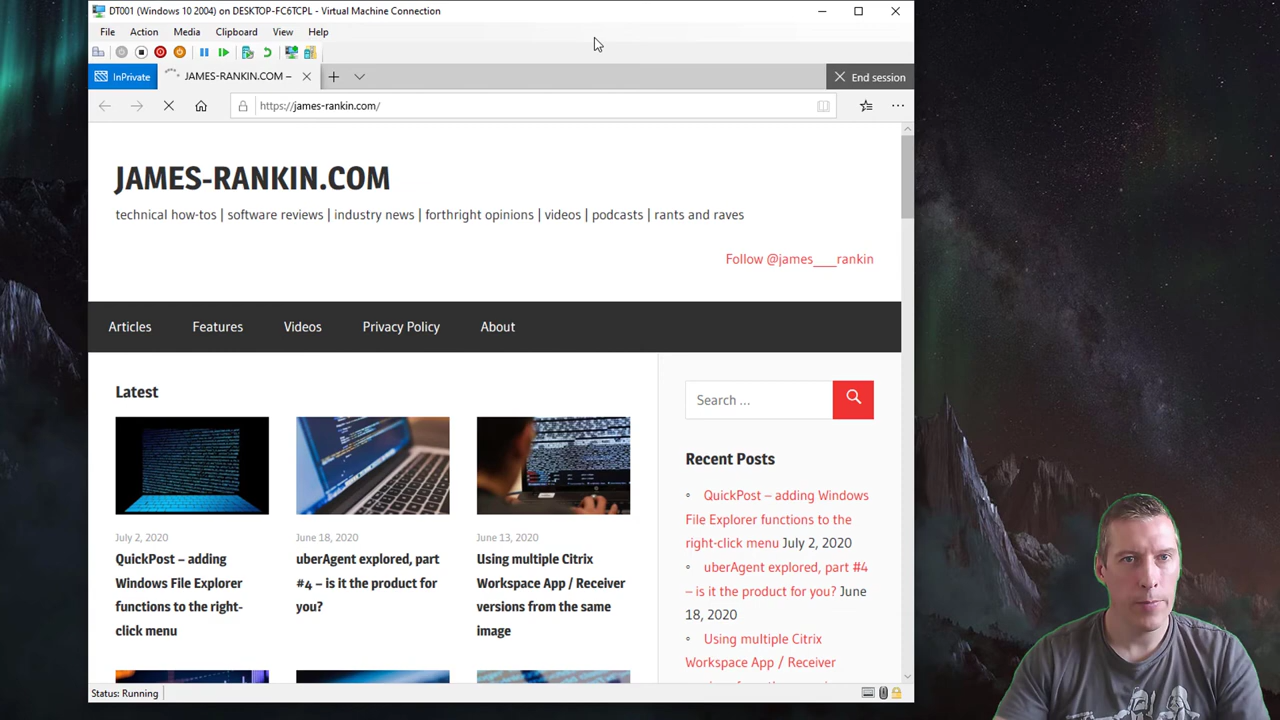 DT001 (Windows 10 2004) on DESKTOP-FC6TCPL - Virtual Machine Connection
File Action Media Clipboard View Help
InPrivate
JAMES-RANKIN.COM –
End session
https://james-rankin.com/
JAMES-RANKIN.COM
technical how-tos | software reviews | industry news | forthright opinions | videos | podcasts | rants and raves
Follow @james___rankin
Articles Features Videos Privacy Policy About
Latest
July 2, 2020
QuickPost – adding
Windows File Explorer
functions to the right-
click menu
June 18, 2020
uberAgent explored, part
#4 – is it the product for
you?
June 13, 2020
Using multiple Citrix
Workspace App / Receiver
versions from the same
image
Search ...
Recent Posts
QuickPost – adding Windows
File Explorer functions to the
right-click menu July 2, 2020
uberAgent explored, part #4
– is it the product for you? June
18, 2020
Using multiple Citrix
Workspace App / Receiver
Status: Running